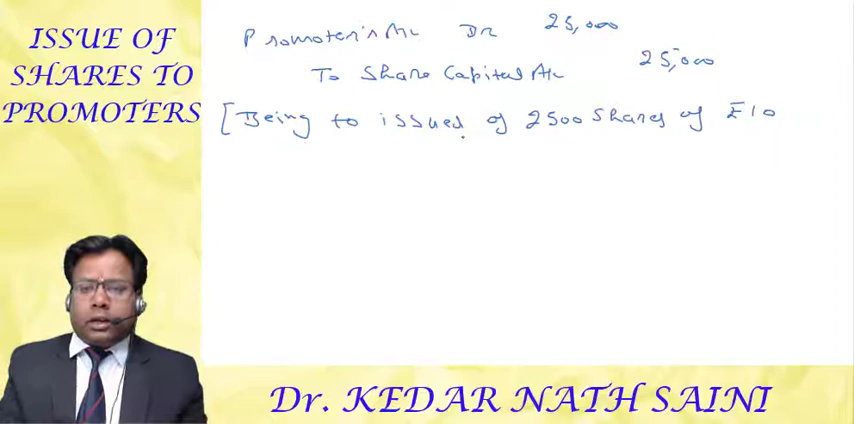 ISSUE OF
SHARES TO
PROMOTERS
Promoter's A/c Dr 25,000
To Share Capital A/c 25,000
[Being to issued of 2500 shares of ₹10
Dr. KEDAR NATH SAINI